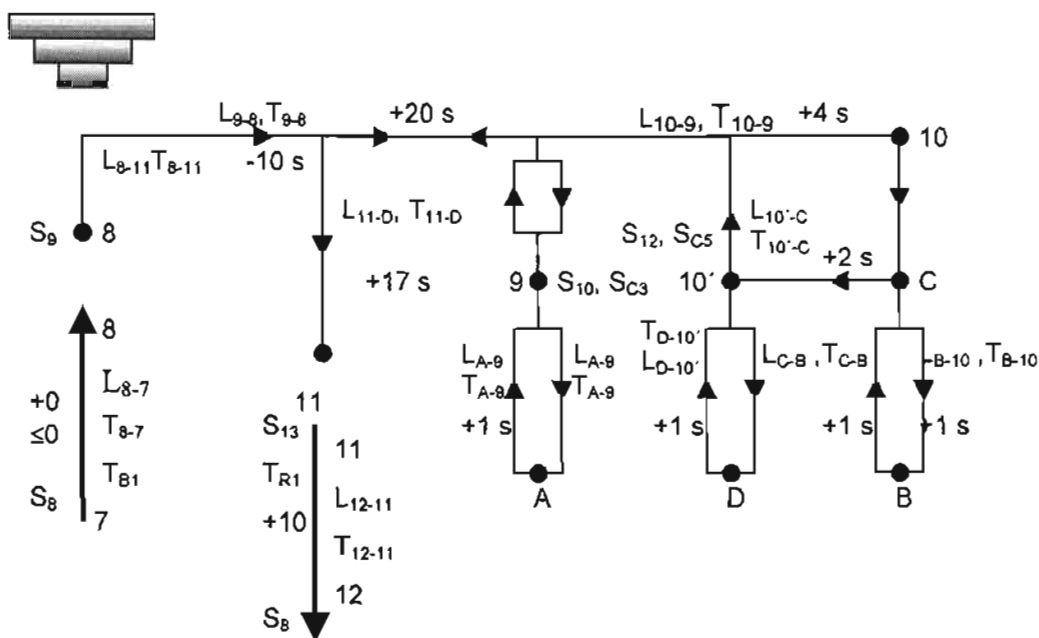 L9-8, T9-8
+20 s
L10-9, T10-9
+4 s
10
L8-11T8-11
-10 s
S9
8
L11-D, T11-D
+17 s
9
S10, SC3
S12, SC5
L10'-C
T10'-C
+2 s
10'
C
8
L8-7
+0
≤0
T8-7
TB1
S8
7
11
S13
11
TR1
L12-11
+10
T12-11
12
S8
LA-9
TA-9
+1 s
LA-9
TA-9
A
TD-10'
LD-10'
+1 s
D
LC-B, TC-B
-B-10, TB-10
+1 s
+1 s
B